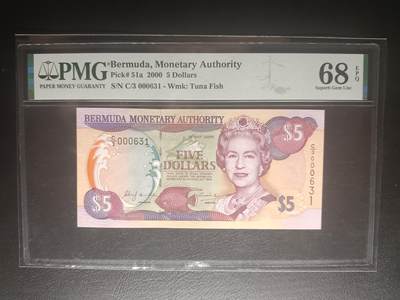 PMG
PAPER MONEY GUARANTY
Bermuda, Monetary Authority
Pick# 51a 2000 5 Dollars
S/N C/3 000631 - Wmk: Tuna Fish
68 EPQ
Superb Gem Unc
BERMUDA MONETARY AUTHORITY
C/3 000631
$5
FIVE
DOLLARS
C/3 000631
$5
$5